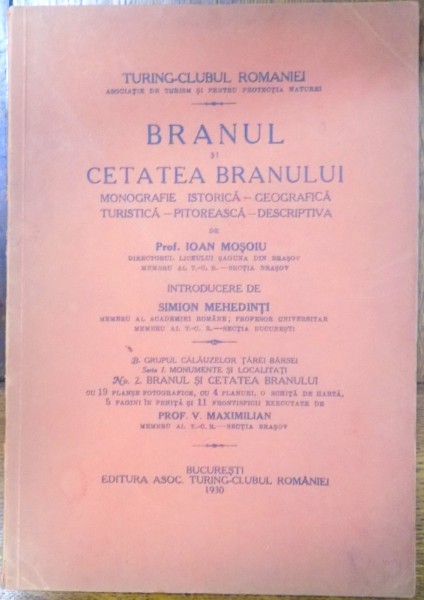 TURING-CLUBUL ROMANIEI
ASOCIAȚIE DE TURISM ȘI PENTRU PROTECȚIA NATUREI
BRANUL
ȘI
CETATEA BRANULUI
MONOGRAFIE ISTORICĂ – GEOGRAFICĂ
TURISTICĂ – PITOREASCĂ – DESCRIPTIVA
DE
Prof. IOAN MOȘOIU
DIRECTORUL LICEULUI ȘAGUNA DIN BRAȘOV
MEMBRU AL T.-C. R. — SECȚIA BRAȘOV
INTRODUCERE DE
SIMION MEHEDINȚI
MEMBRU AL ACADEMIEI ROMÂNE; PROFESOR UNIVERSITAR
MEMBRU AL T.-C. R. — SECȚIA BUCUREȘTI
B. GRUPUL CĂLĂUZELOR ȚĂREI BÂRSEI
Seria I. MONUMENTE ȘI LOCALITĂȚI
No. 2. BRANUL ȘI CETATEA BRANULUI
CU 19 PLANȘE FOTOGRAFICE, CU 4 PLANURI, O SCHIȚĂ DE HARTĂ,
5 PAGINI ÎN PENIȚĂ ȘI 11 FRONTISPICII EXECUTATE DE
PROF. V. MAXIMILIAN
MEMBRU AL T.-C. R. — SECȚIA BRAȘOV
BUCUREȘTI
EDITURA ASOC. TURING-CLUBUL ROMÂNIEI
1930